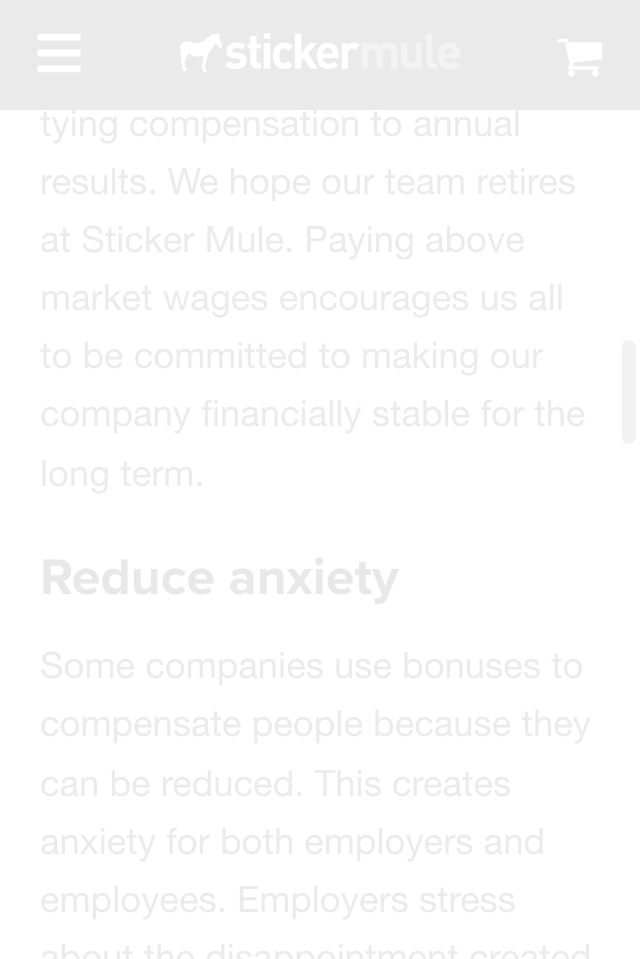 stickermule
tying compensation to annual
results. We hope our team retires
at Sticker Mule. Paying above
market wages encourages us all
to be committed to making our
company financially stable for the
long term.
Reduce anxiety
Some companies use bonuses to
compensate people because they
can be reduced. This creates
anxiety for both employers and
employees. Employers stress
about the disappointment created